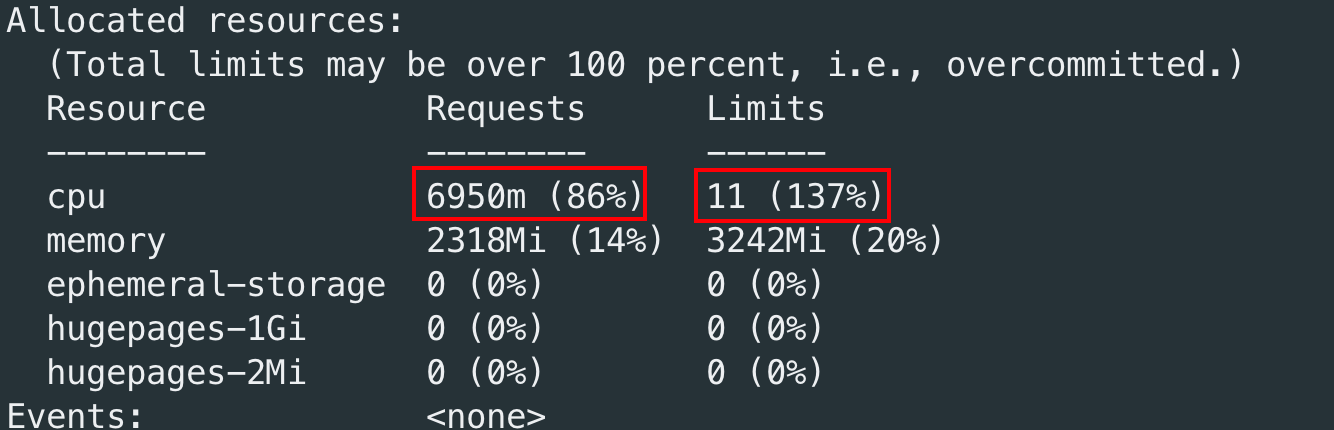 Allocated resources:
(Total limits may be over 100 percent, i.e., overcommitted.)
Resource Requests Limits
-------- -------- ------
cpu 6950m (86%) 11 (137%)
memory 2318Mi (14%) 3242Mi (20%)
ephemeral-storage 0 (0%) 0 (0%)
hugepages-1Gi 0 (0%) 0 (0%)
hugepages-2Mi 0 (0%) 0 (0%)
Events: <none>